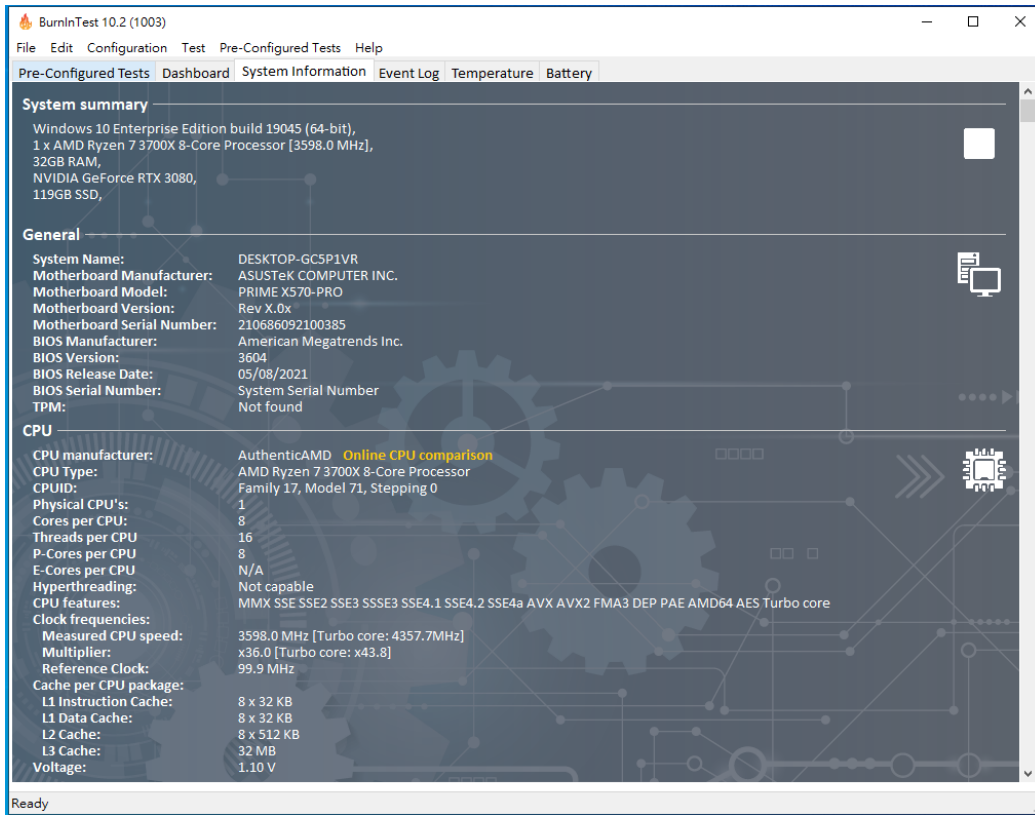 BurnInTest 10.2 (1003)
File Edit Configuration Test Pre-Configured Tests Help
Pre-Configured Tests Dashboard System Information Event Log Temperature Battery
System summary
Windows 10 Enterprise Edition build 19045 (64-bit),
1 x AMD Ryzen 7 3700X 8-Core Processor [3598.0 MHz],
32GB RAM,
NVIDIA GeForce RTX 3080,
119GB SSD,
General
System Name: DESKTOP-GC5P1VR
Motherboard Manufacturer: ASUSTeK COMPUTER INC.
Motherboard Model: PRIME X570-PRO
Motherboard Version: Rev X.0x
Motherboard Serial Number: 210686092100385
BIOS Manufacturer: American Megatrends Inc.
BIOS Version: 3604
BIOS Release Date: 05/08/2021
BIOS Serial Number: System Serial Number
TPM: Not found
CPU
CPU manufacturer: AuthenticAMD Online CPU comparison
CPU Type: AMD Ryzen 7 3700X 8-Core Processor
CPUID: Family 17, Model 71, Stepping 0
Physical CPU's: 1
Cores per CPU: 8
Threads per CPU 16
P-Cores per CPU 8
E-Cores per CPU N/A
Hyperthreading: Not capable
CPU features: MMX SSE SSE2 SSE3 SSSE3 SSE4.1 SSE4.2 SSE4a AVX AVX2 FMA3 DEP PAE AMD64 AES Turbo core
Clock frequencies:
Measured CPU speed: 3598.0 MHz [Turbo core: 4357.7MHz]
Multiplier: x36.0 [Turbo core: x43.8]
Reference Clock: 99.9 MHz
Cache per CPU package:
L1 Instruction Cache: 8 x 32 KB
L1 Data Cache: 8 x 32 KB
L2 Cache: 8 x 512 KB
L3 Cache: 32 MB
Voltage: 1.10 V
Ready